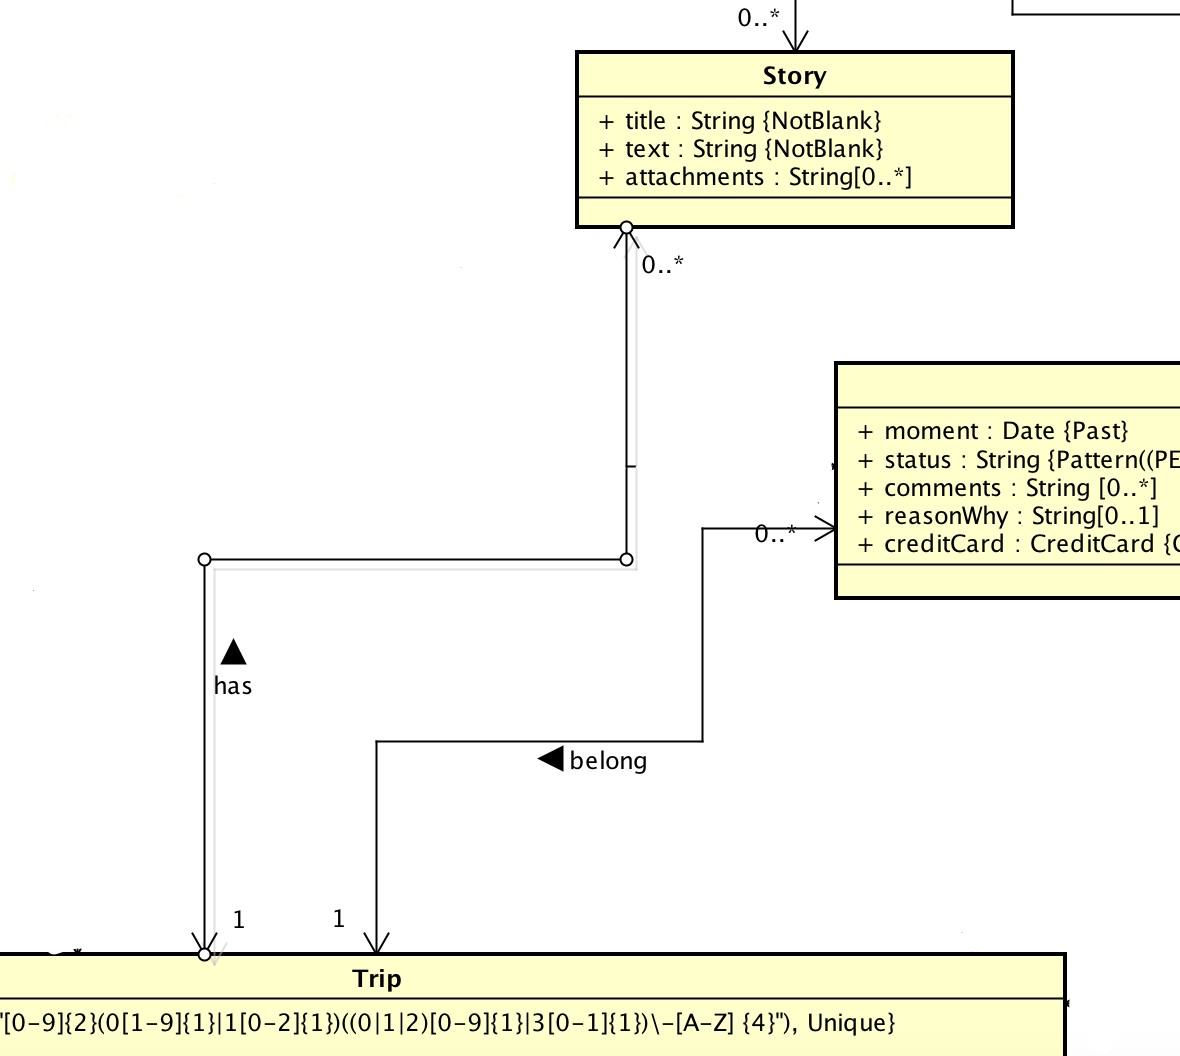 0..*
Story
+ title : String {NotBlank}
+ text : String {NotBlank}
+ attachments : String[0..*]
0..*
+ moment : Date {Past}
+ status : String {Pattern((PE
+ comments : String [0..*]
+ reasonWhy : String[0..1]
+ creditCard : CreditCard {C
0..*
has
belong
1
1
Trip
"[0-9]{2}(0[1-9]{1}|1[0-2]{1})((0|1|2)[0-9]{1}|3[0-1]{1})\-[A-Z] {4}"), Unique}